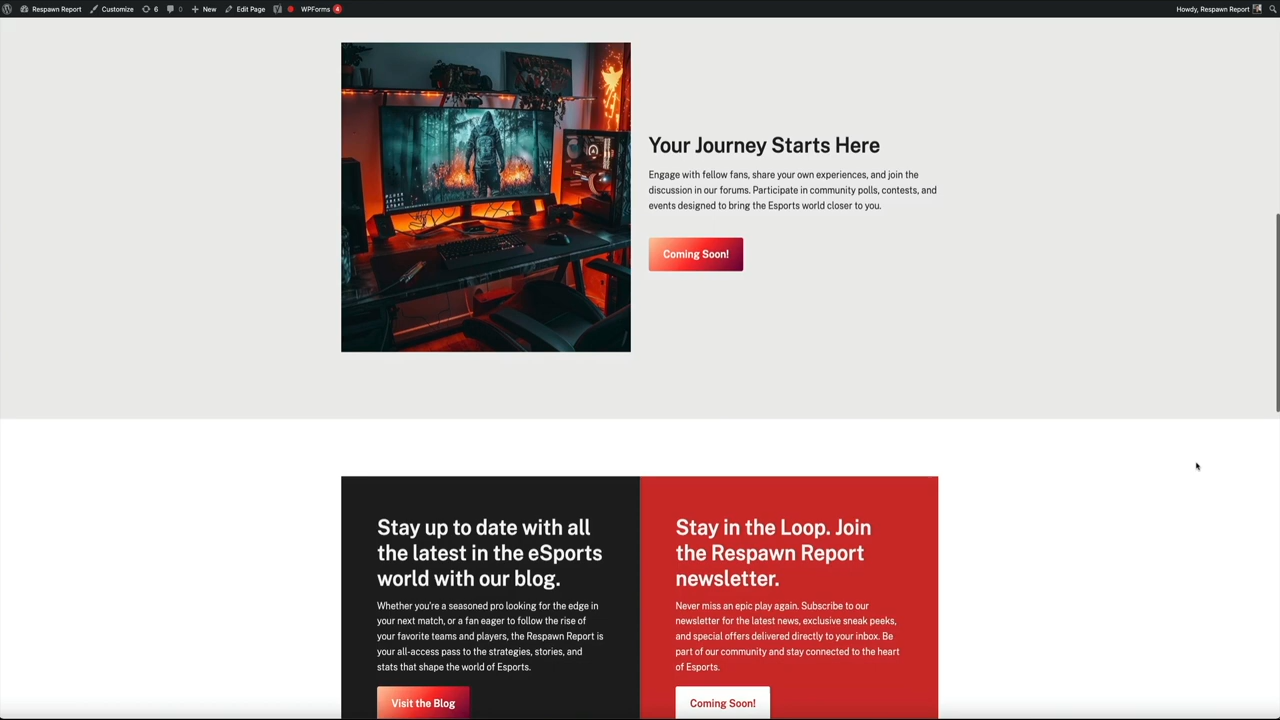 Respawn Report Customize 6 0 New Edit Page WPForms 4 Howdy, Respawn Report
Your Journey Starts Here
Engage with fellow fans, share your own experiences, and join the
discussion in our forums. Participate in community polls, contests, and
events designed to bring the Esports world closer to you.
Coming Soon!
Stay up to date with all
the latest in the eSports
world with our blog.
Whether you're a seasoned pro looking for the edge in
your next match, or a fan eager to follow the rise of
your favorite teams and players, the Respawn Report is
your all-access pass to the strategies, stories, and
stats that shape the world of Esports.
Visit the Blog
Stay in the Loop. Join
the Respawn Report
newsletter.
Never miss an epic play again. Subscribe to our
newsletter for the latest news, exclusive sneak peeks,
and special offers delivered directly to your inbox. Be
part of our community and stay connected to the heart
of Esports.
Coming Soon!